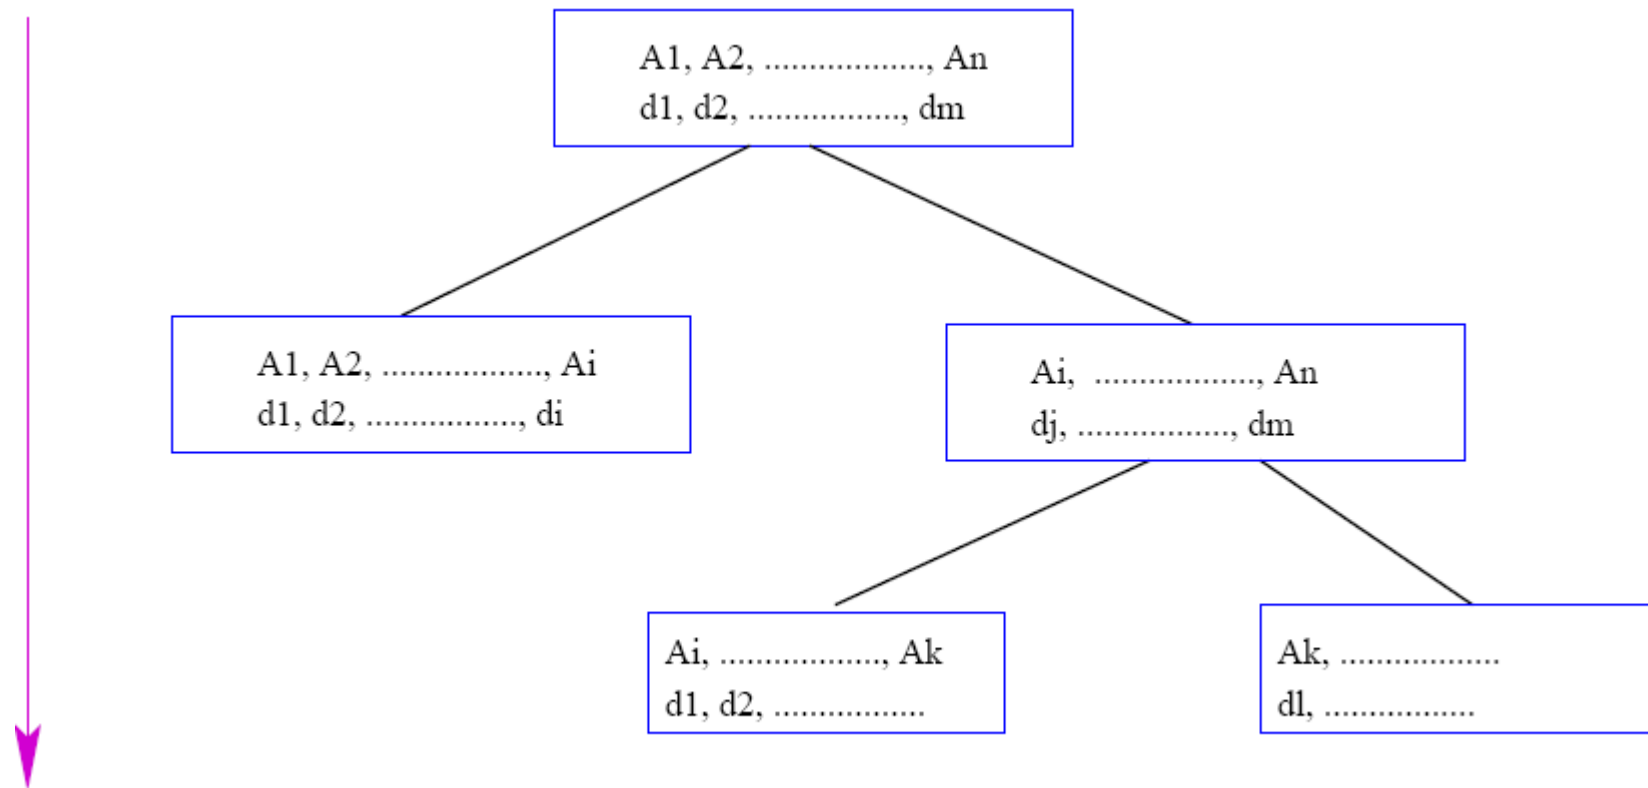 A1, A2, .................., An
d1, d2, ................., dm
A1, A2, .................., Ai
d1, d2, ................., di
Ai, .................., An
dj, ................., dm
Ai, .................., Ak
d1, d2, .................
Ak, ..................
dl, .................